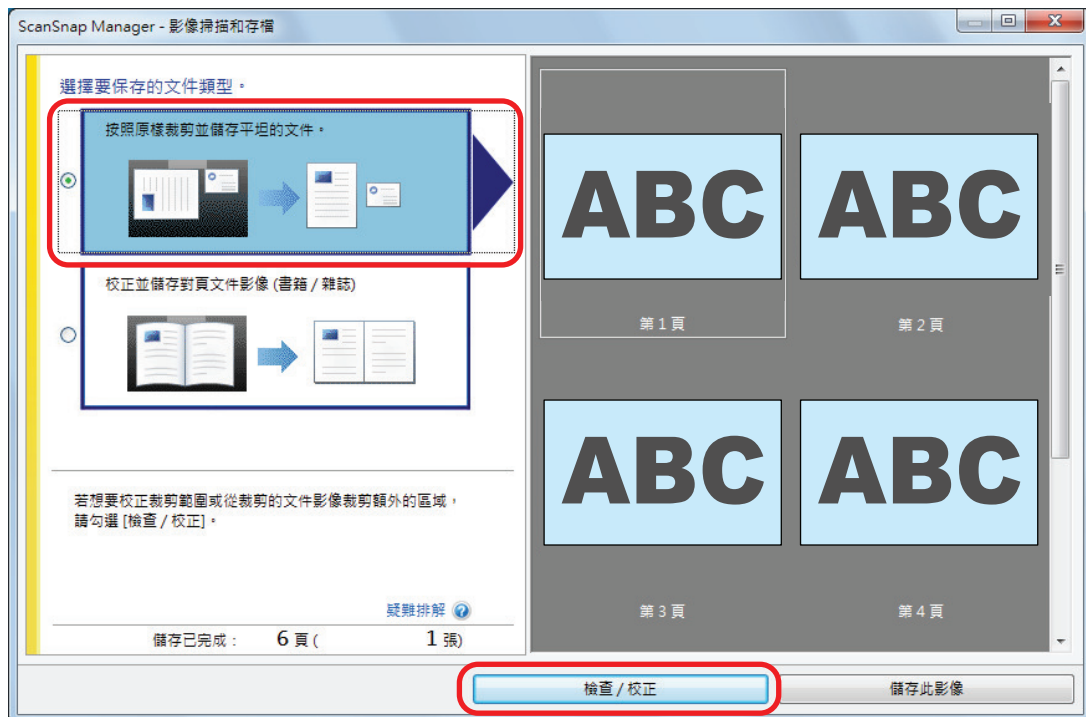 ScanSnap Manager - 影像掃描和存檔
選擇要保存的文件類型。
按照原樣裁剪並儲存平坦的文件。
校正並儲存對頁文件影像 (書籍 / 雜誌)
若想要校正裁剪範圍或從裁剪的文件影像裁剪額外的區域，
請勾選 [檢查 / 校正]。
疑難排解
儲存已完成： 6 頁 ( 1 張)
ABC
ABC
第 1 頁
第 2 頁
ABC
ABC
第 3 頁
第 4 頁
檢查 / 校正
儲存此影像